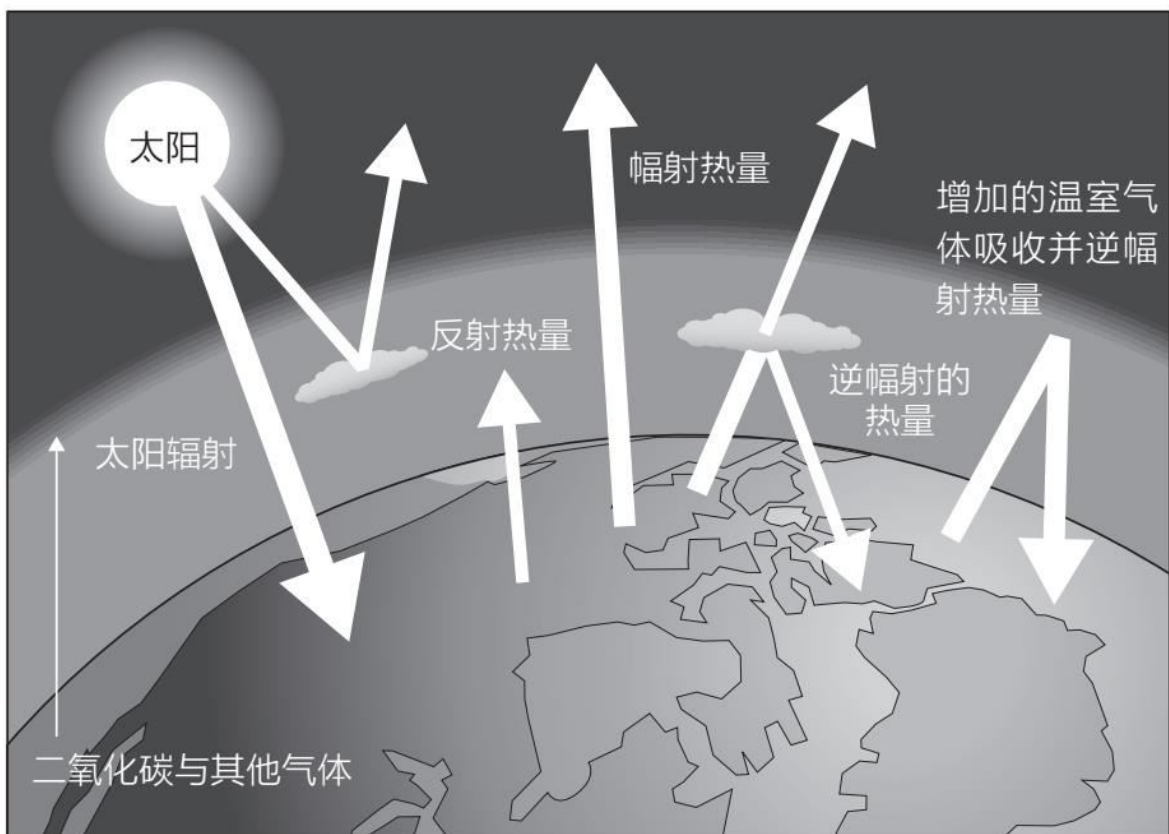 太阳
幅射热量
增加的温室气
体吸收并逆幅
射热量
反射热量
逆幅射的
热量
太阳辐射
二氧化碳与其他气体